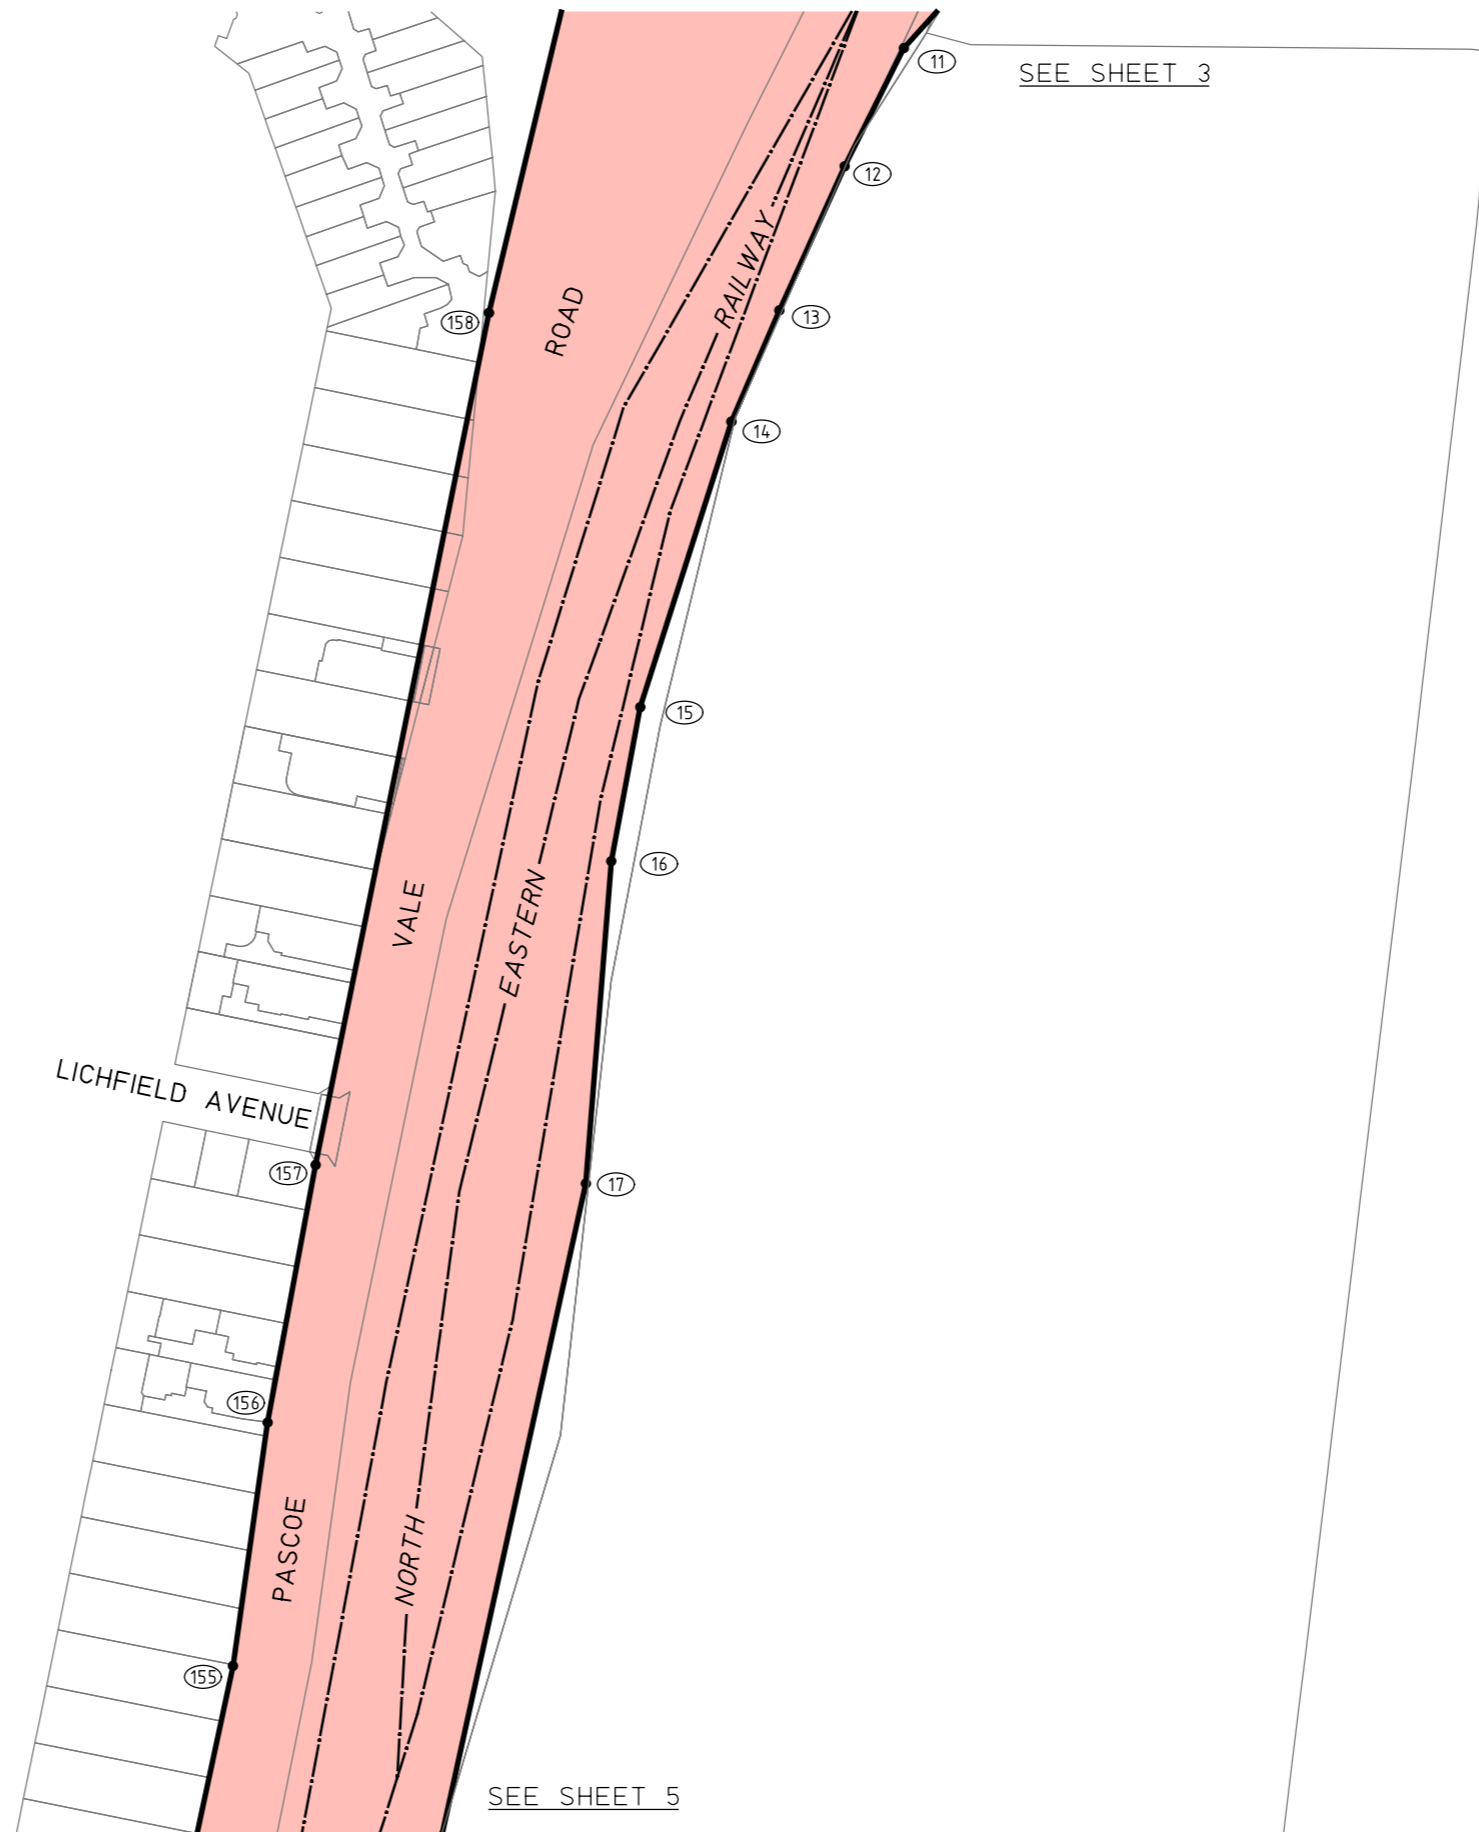 11
SEE SHEET 3
12
RAILWAY
158
ROAD
13
14
15
16
EASTERN
VALE
LICHFIELD AVENUE
157
17
156
PASCOE
NORTH
155
SEE SHEET 5